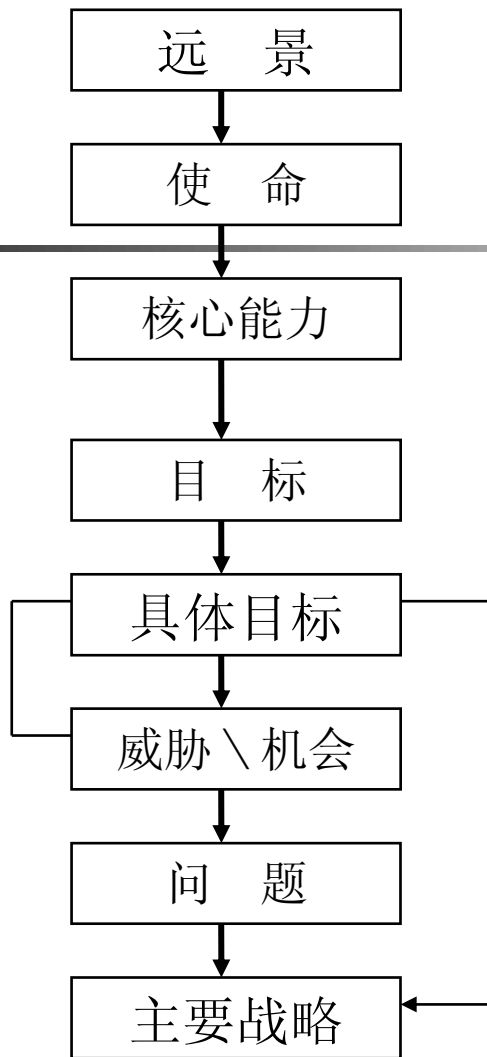 远 景
使 命
核心能力
目 标
具体目标
威胁\机会
问 题
主要战略